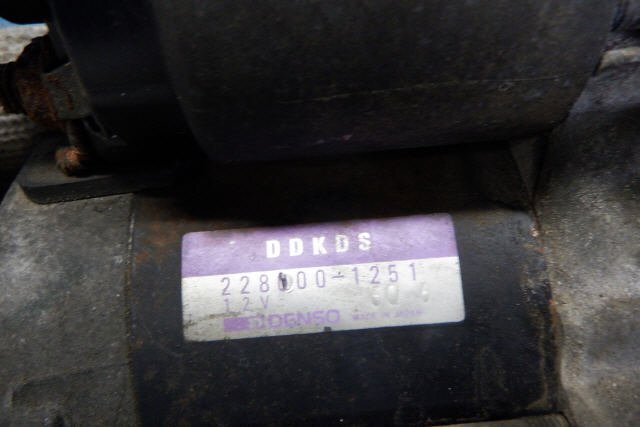 DDKDS
228000-1251
12V
DENSO MADE IN JAPAN